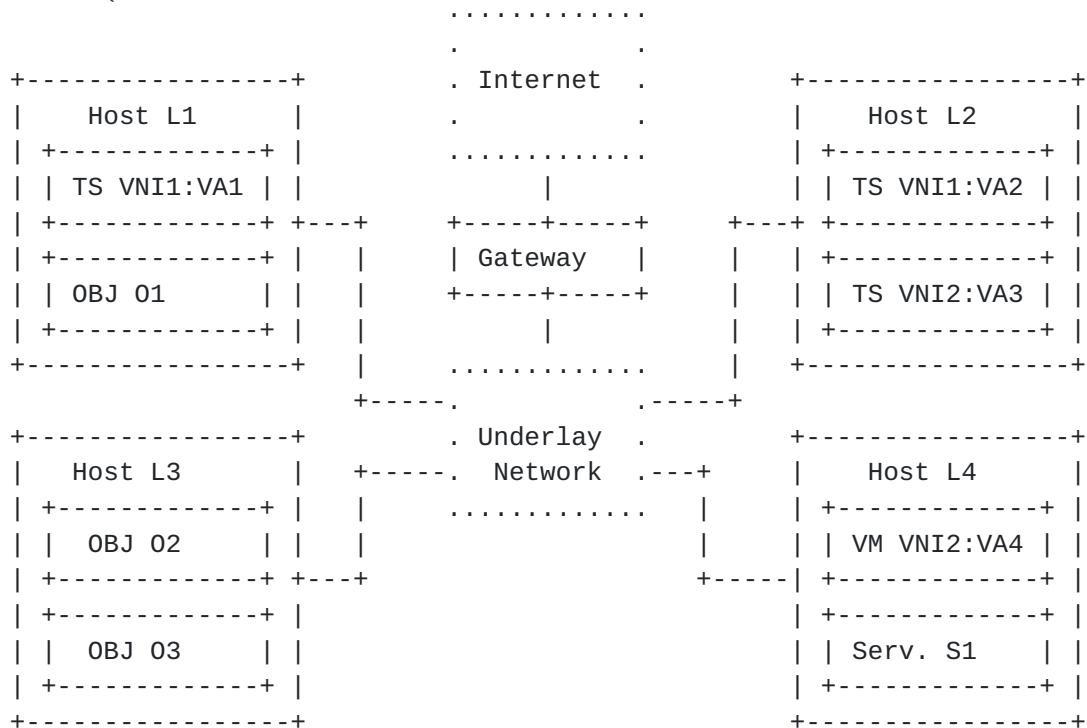 Internet
Host L1 Host L2
TS VNI1:VA1 TS VNI1:VA2
Gateway
OBJ O1 TS VNI2:VA3
Underlay
Host L3 Network Host L4
OBJ O2 VM VNI2:VA4
OBJ O3 Serv. S1